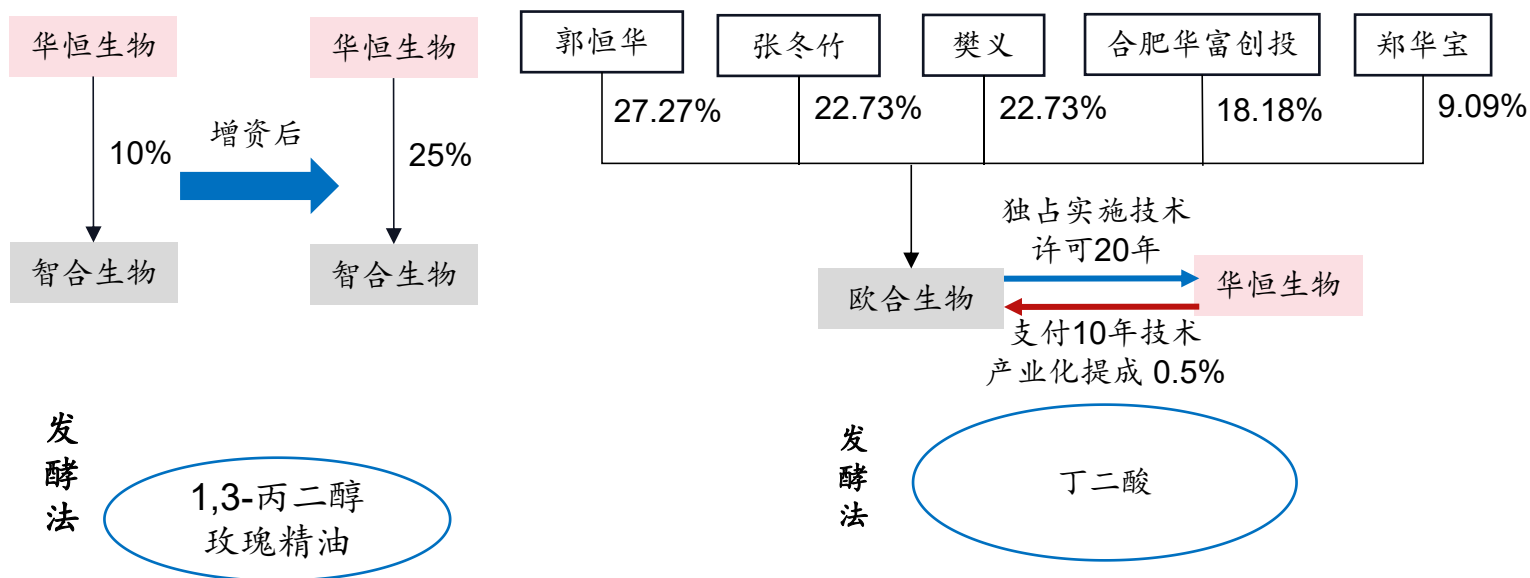 华恒生物
10%
智合生物
增资后
华恒生物
25%
智合生物
发
酵
法
1,3-丙二醇
玫瑰精油
郭恒华
张冬竹
樊义
合肥华富创投
郑华宝
27.27%
22.73%
22.73%
18.18%
9.09%
独占实施技术
许可20年
欧合生物
华恒生物
支付10年技术
产业化提成 0.5%
发
酵
法
丁二酸